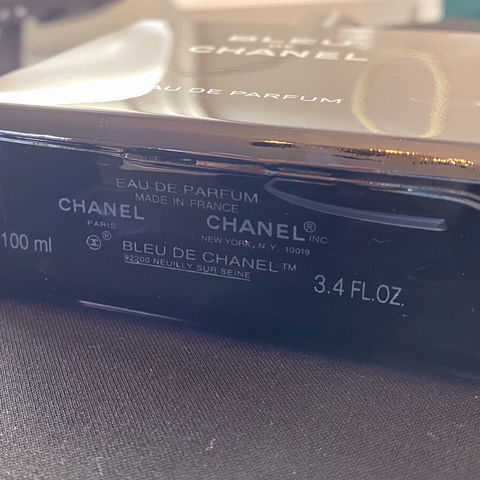 BLEU
DE
CHANEL
EAU DE PARFUM
EAU DE PARFUM
MADE IN FRANCE
CHANEL CHANEL® INC
PARIS NEW YORK, N.Y. 10019
100 ml ® BLEU DE CHANEL™ 3.4 FL.OZ.
92200 NEUILLY SUR SEINE